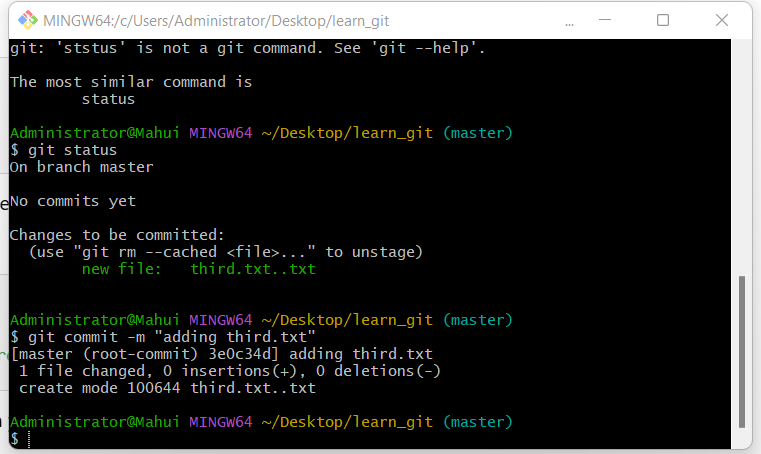 MINGW64:/c/Users/Administrator/Desktop/learn_git
git: 'ststus' is not a git command. See 'git --help'.
The most similar command is
status
Administrator@Mahui MINGW64 ~/Desktop/learn_git (master)
$ git status
On branch master
No commits yet
Changes to be committed:
(use "git rm --cached <file>..." to unstage)
new file:   third.txt..txt
Administrator@Mahui MINGW64 ~/Desktop/learn_git (master)
$ git commit -m "adding third.txt"
[master (root-commit) 3e0c34d] adding third.txt
1 file changed, 0 insertions(+), 0 deletions(-)
create mode 100644 third.txt..txt
Administrator@Mahui MINGW64 ~/Desktop/learn_git (master)
$